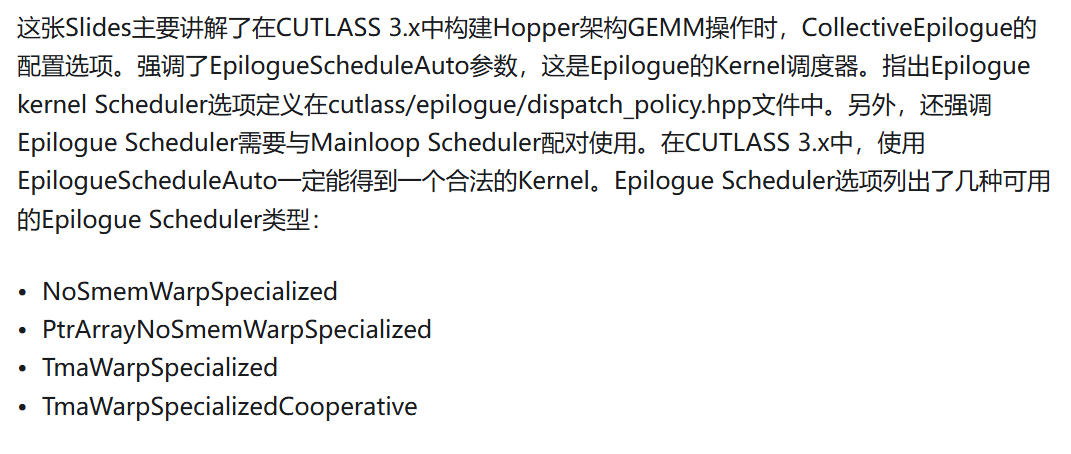 这张Slides主要讲解了在CUTLASS 3.x中构建Hopper架构GEMM操作时，CollectiveEpilogue的
配置选项。强调了EpilogueScheduleAuto参数，这是Epilogue的Kernel调度器。指出Epilogue
kernel Scheduler选项定义在cutlass/epilogue/dispatch_policy.hpp文件中。另外，还强调
Epilogue Scheduler需要与Mainloop Scheduler配对使用。在CUTLASS 3.x中，使用
EpilogueScheduleAuto一定能得到一个合法的Kernel。Epilogue Scheduler选项列出了几种可用
的Epilogue Scheduler类型：
• NoSmemWarpSpecialized
• PtrArrayNoSmemWarpSpecialized
• TmaWarpSpecialized
• TmaWarpSpecializedCooperative